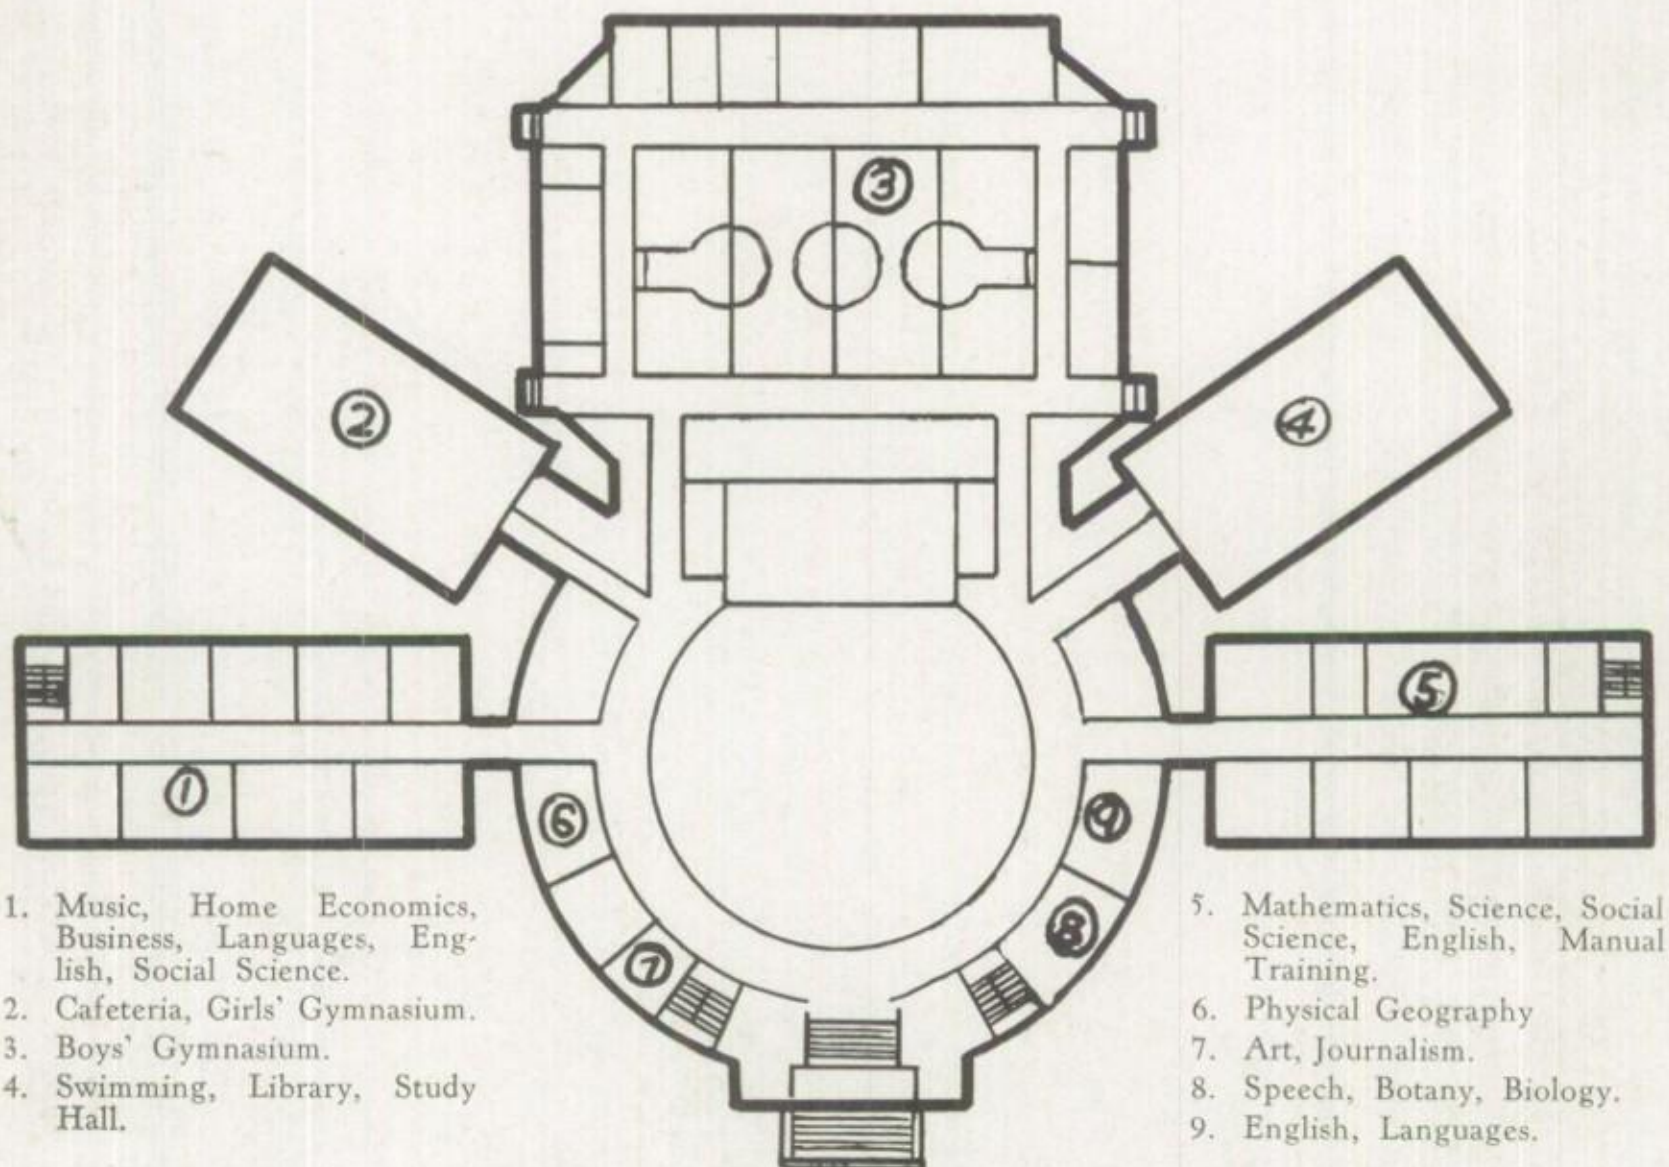 3
2
4
5
1
6
9
8
7
1. Music, Home Economics,
Business, Languages, Eng-
lish, Social Science.
2. Cafeteria, Girls' Gymnasium.
3. Boys' Gymnasium.
4. Swimming, Library, Study
Hall.
5. Mathematics, Science, Social
Science, English, Manual
Training.
6. Physical Geography
7. Art, Journalism.
8. Speech, Botany, Biology.
9. English, Languages.